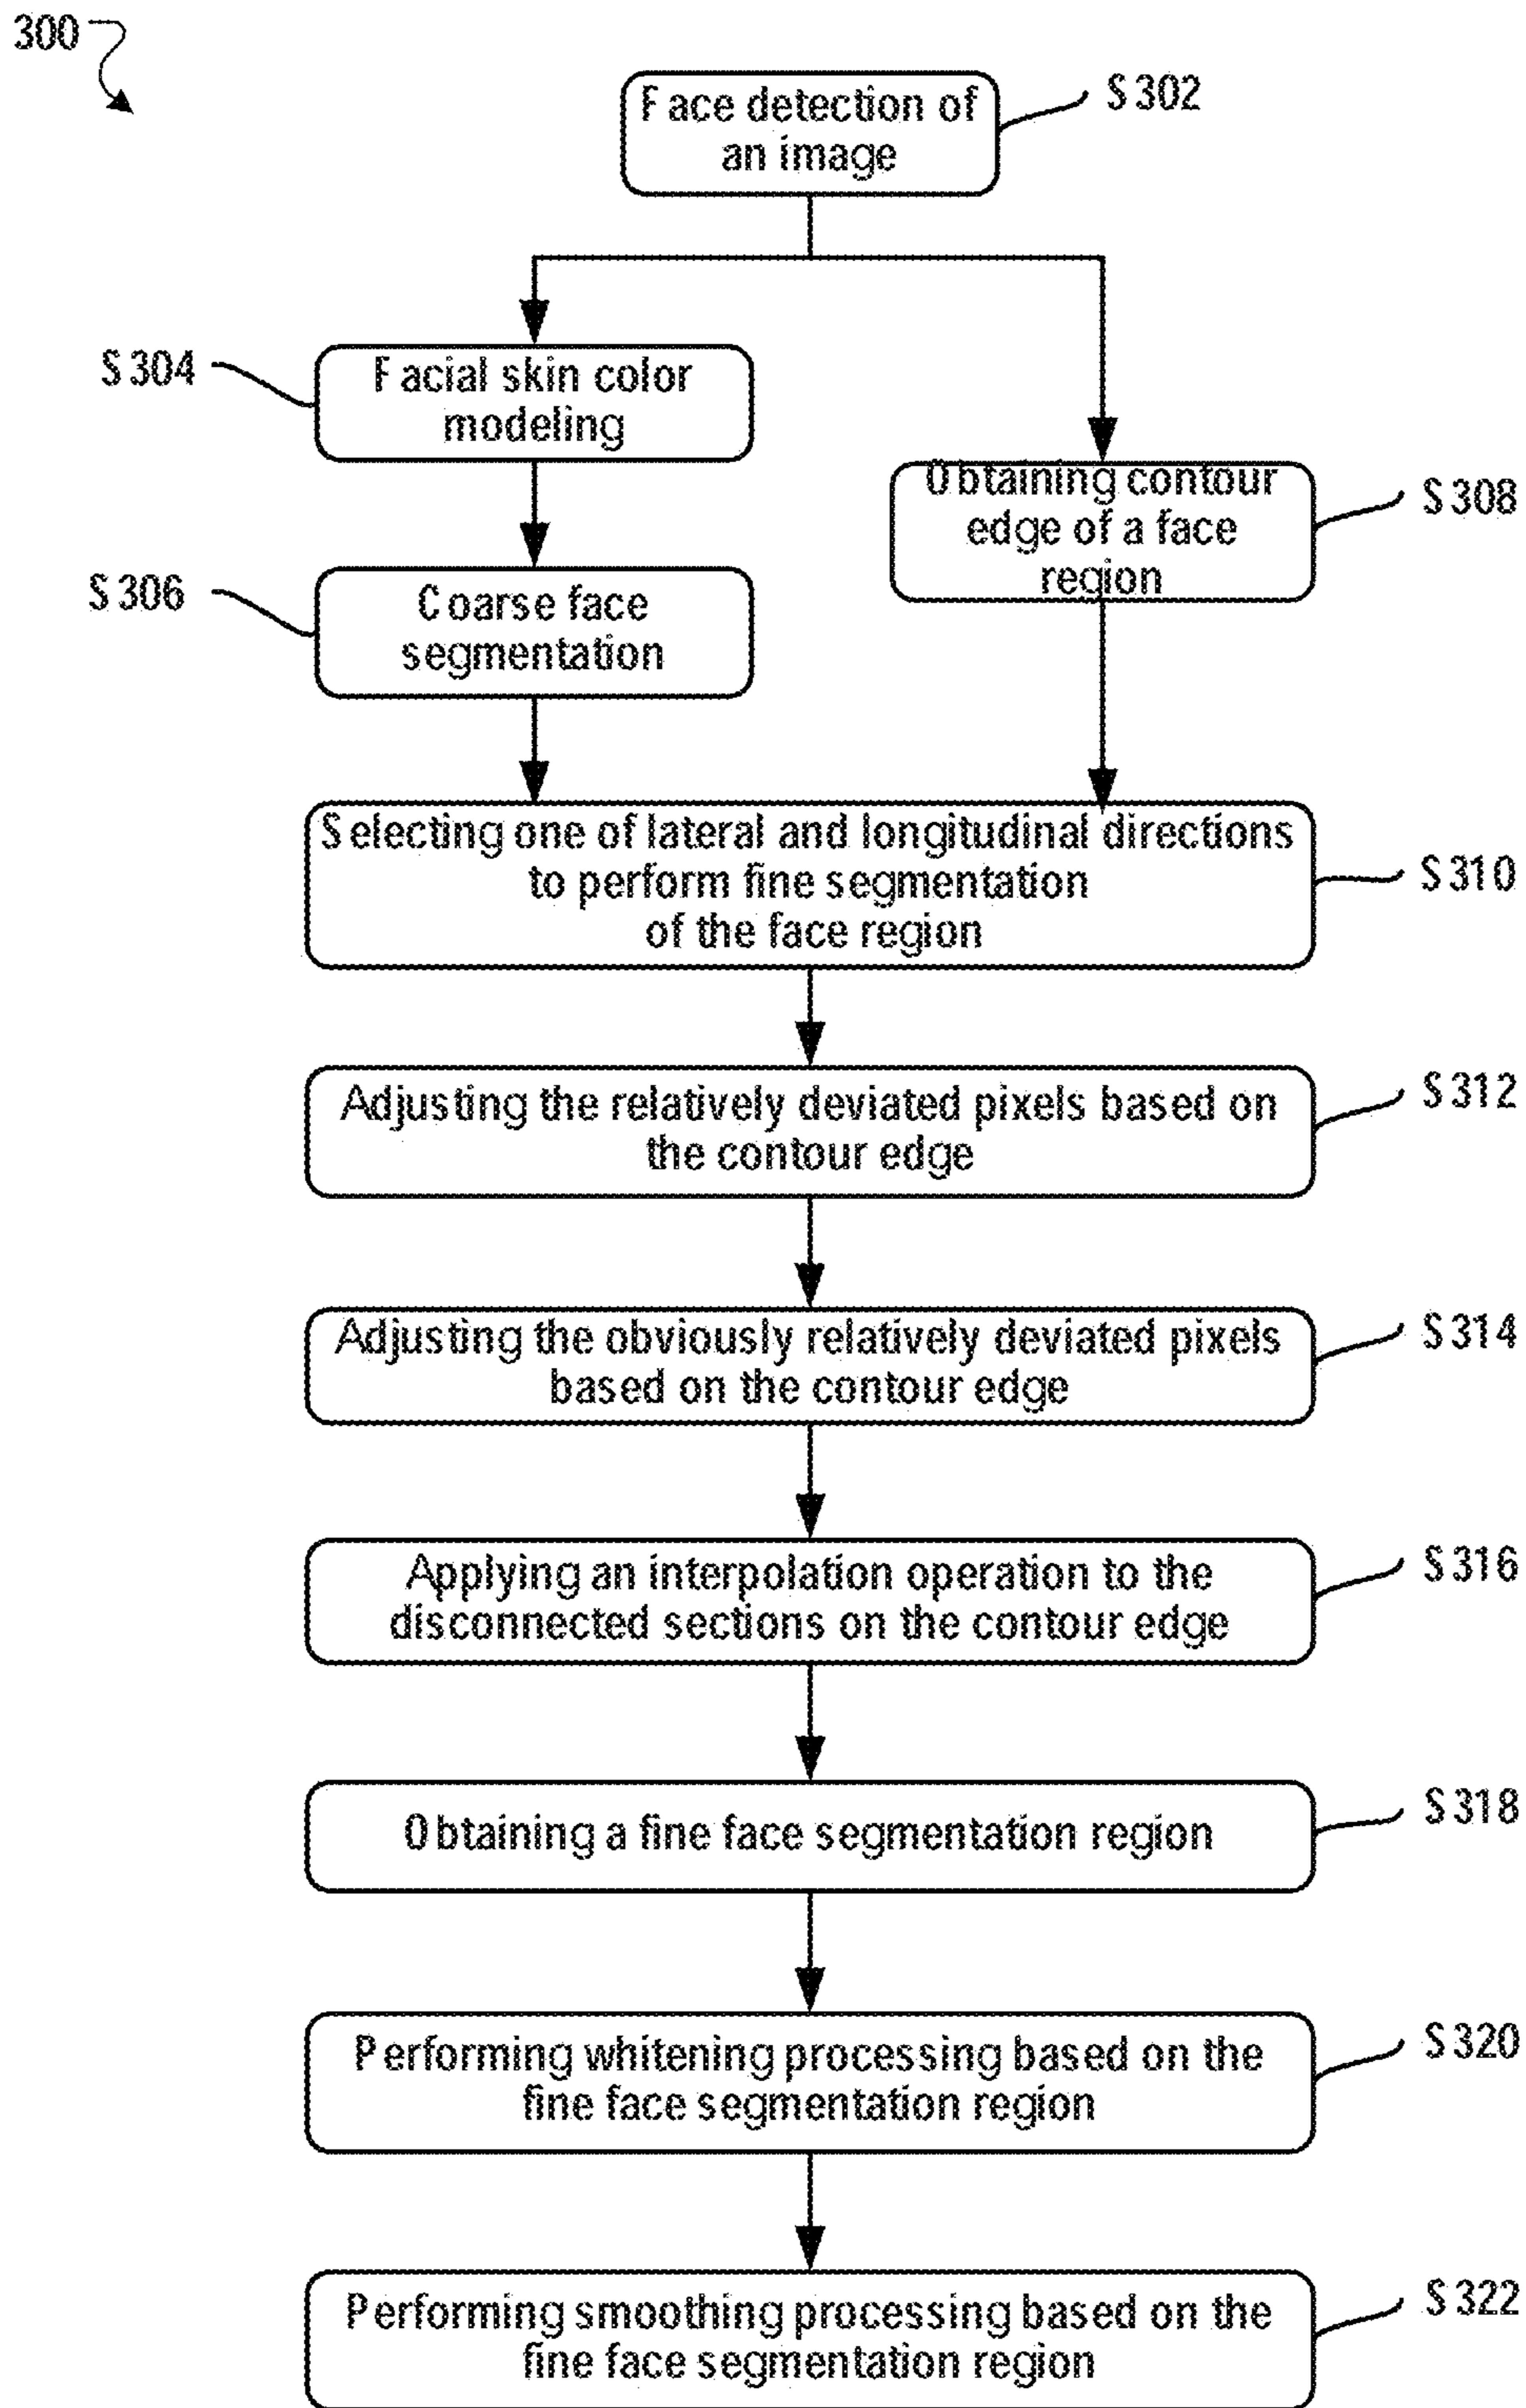 300
Face detection of
an image
S302
S304
Facial skin color
modeling
Obtaining contour
edge of a face
region
S308
S306
Coarse face
segmentation
Selecting one of lateral and longitudinal directions
to perform fine segmentation
of the face region
S310
Adjusting the relatively deviated pixels based on
the contour edge
S312
Adjusting the obviously relatively deviated pixels
based on the contour edge
S314
Applying an interpolation operation to the
disconnected sections on the contour edge
S316
Obtaining a fine face segmentation region
S318
Performing whitening processing based on the
fine face segmentation region
S320
Performing smoothing processing based on the
fine face segmentation region
S322